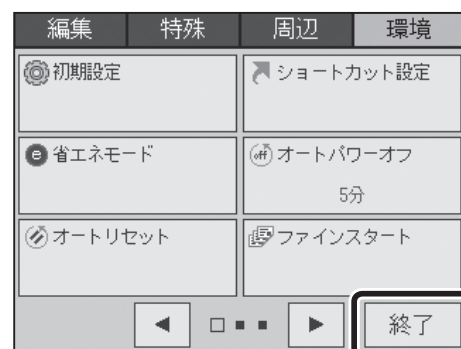 編集 特殊 周辺 環境
初期設定 ショートカット設定
e 省エネモード off オートパワーオフ
5分
オートリセット ファインスタート
終了